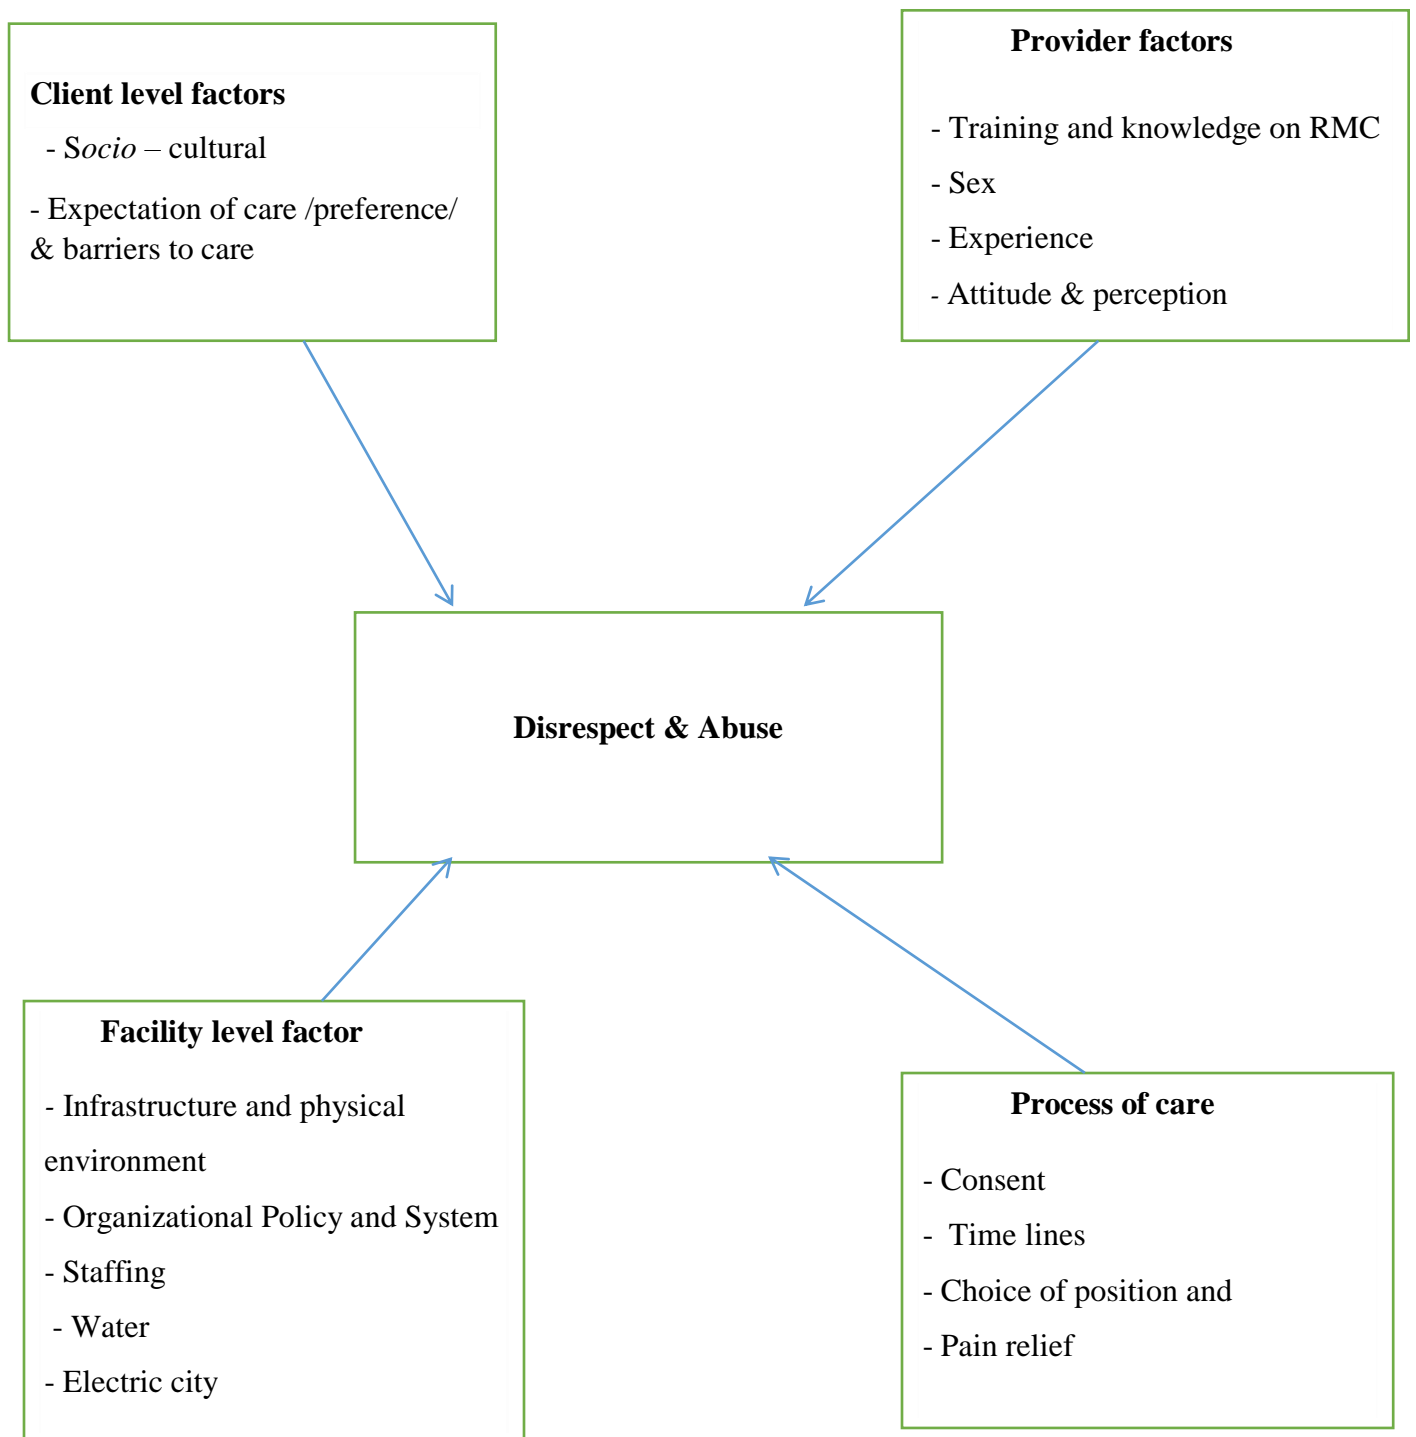 Client level factors
- Socio – cultural
- Expectation of care /preference/
& barriers to care
Provider factors
- Training and knowledge on RMC
- Sex
- Experience
- Attitude & perception
Disrespect & Abuse
Facility level factor
- Infrastructure and physical
environment
- Organizational Policy and System
- Staffing
- Water
- Electric city
Process of care
- Consent
- Time lines
- Choice of position and
- Pain relief